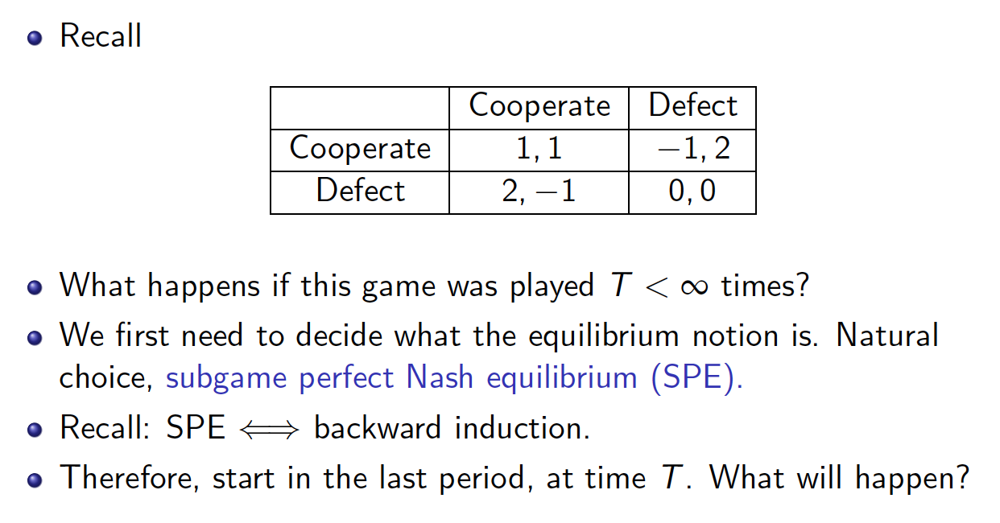 Recall
Cooperate Defect
Cooperate 1, 1 −1, 2
Defect 2, −1 0, 0
What happens if this game was played T < ∞ times?
We first need to decide what the equilibrium notion is. Natural
choice, subgame perfect Nash equilibrium (SPE).
Recall: SPE ⟺ backward induction.
Therefore, start in the last period, at time T. What will happen?